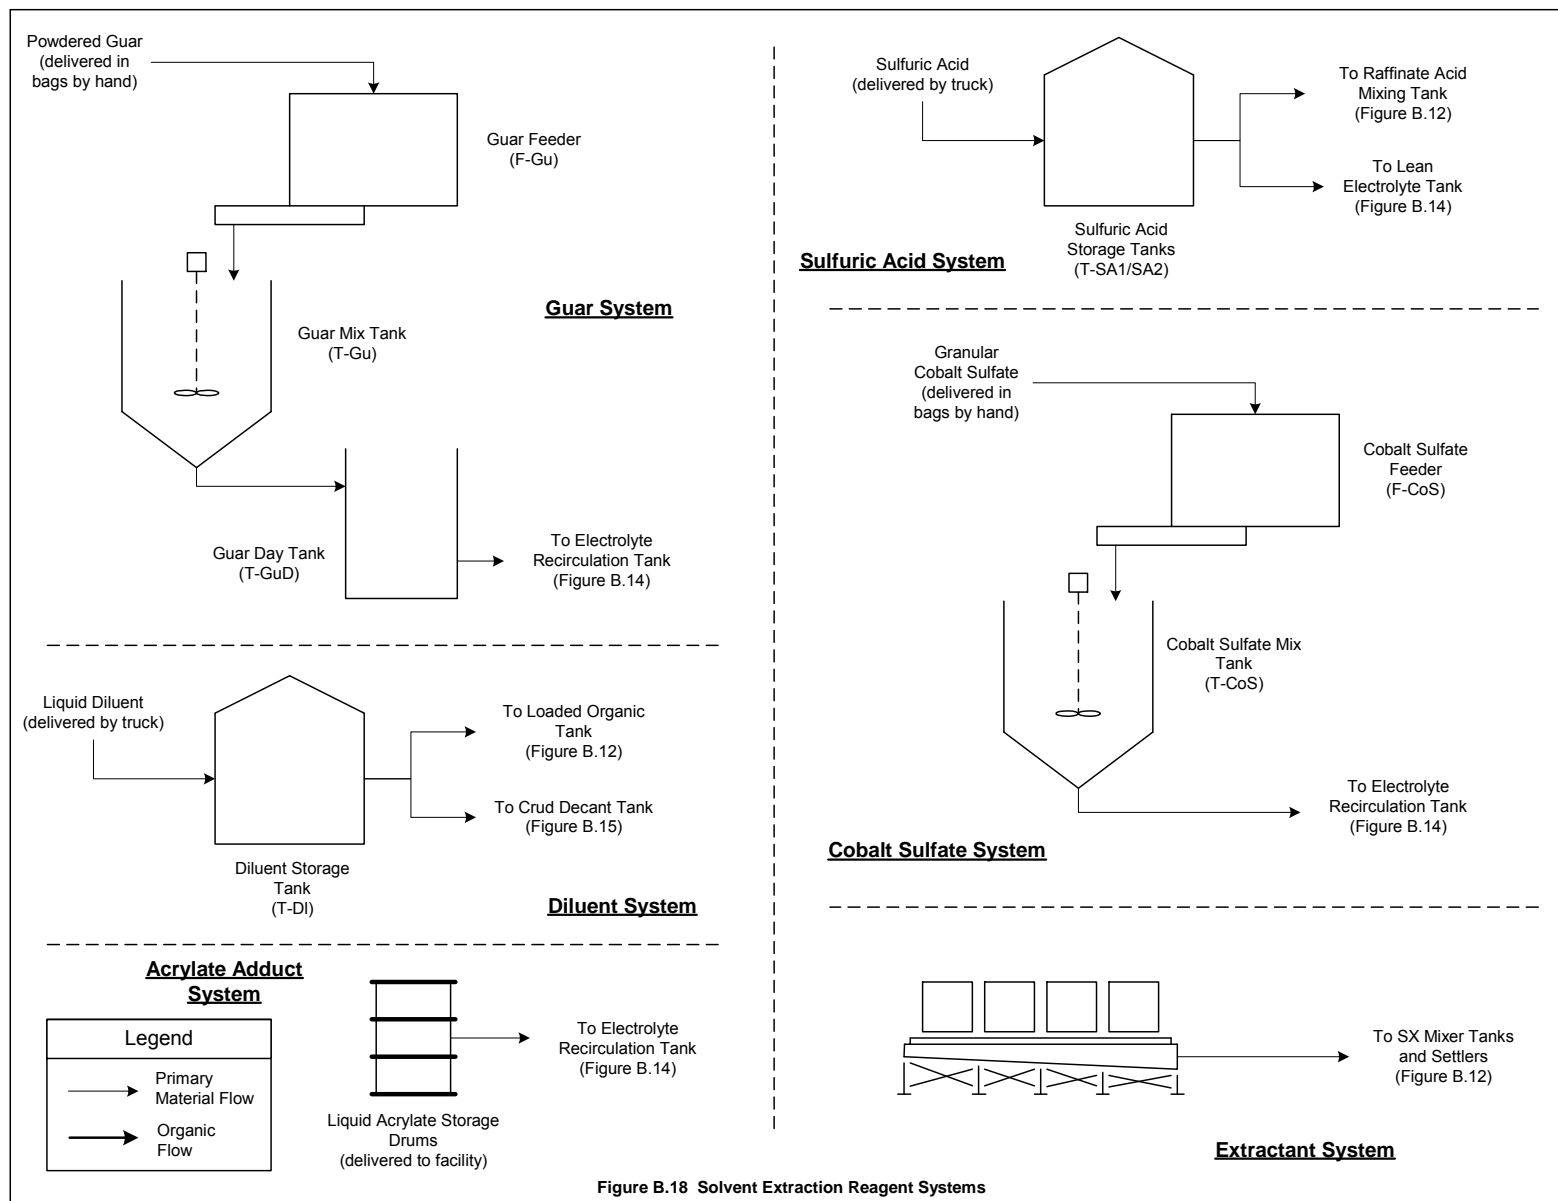 Powdered Guar
(delivered in
bags by hand)
Guar Feeder
(F-Gu)
Guar Mix Tank
(T-Gu)
Guar System
Guar Day Tank
(T-GuD)
To Electrolyte
Recirculation Tank
(Figure B.14)
Liquid Diluent
(delivered by truck)
To Loaded Organic
Tank
(Figure B.12)
To Crud Decant Tank
(Figure B.15)
Diluent Storage
Tank
(T-Dl)
Diluent System
Acrylate Adduct
System
Legend
Primary
Material Flow
Organic
Flow
To Electrolyte
Recirculation Tank
(Figure B.14)
Liquid Acrylate Storage
Drums
(delivered to facility)
Sulfuric Acid
(delivered by truck)
To Raffinate Acid
Mixing Tank
(Figure B.12)
To Lean
Electrolyte Tank
(Figure B.14)
Sulfuric Acid
Storage Tanks
(T-SA1/SA2)
Sulfuric Acid System
Granular
Cobalt Sulfate
(delivered in
bags by hand)
Cobalt Sulfate
Feeder
(F-CoS)
Cobalt Sulfate Mix
Tank
(T-CoS)
To Electrolyte
Recirculation Tank
(Figure B.14)
Cobalt Sulfate System
To SX Mixer Tanks
and Settlers
(Figure B.12)
Extractant System
Figure B.18 Solvent Extraction Reagent Systems